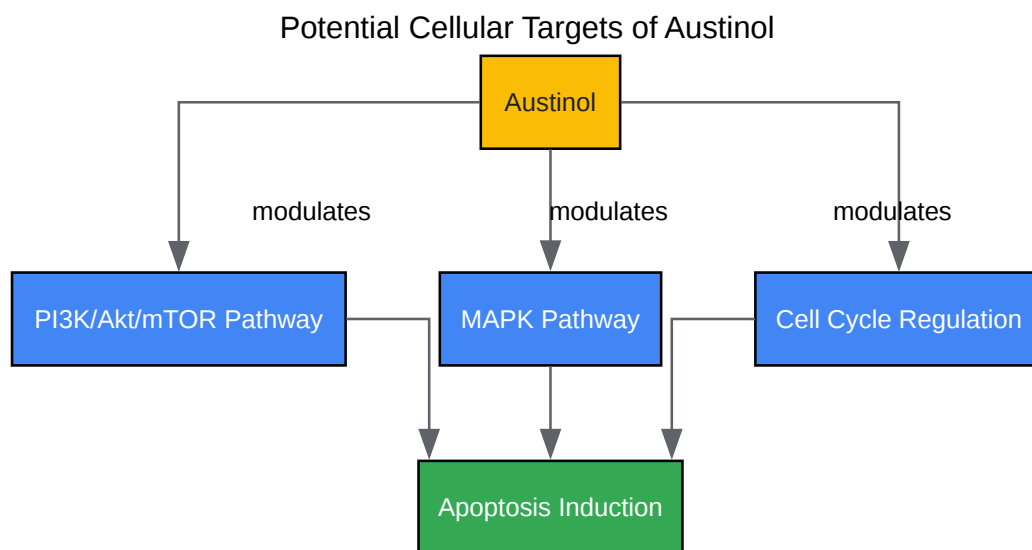 Potential Cellular Targets of Austinol
Austinol
modulates
modulates
modulates
PI3K/Akt/mTOR Pathway
MAPK Pathway
Cell Cycle Regulation
Apoptosis Induction